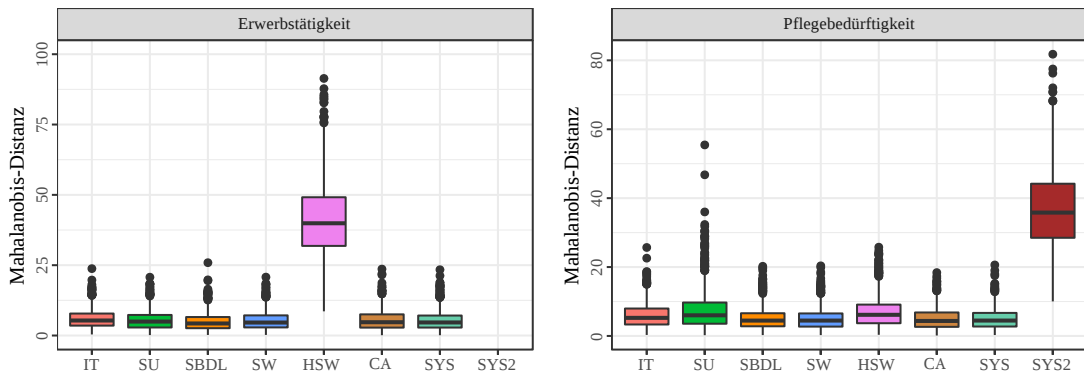 Erwerbstätigkeit
Pflegebedürftigkeit
Mahalanobis-Distanz
100
75
50
25
0
IT SU SBDL SW HSW CA SYS SYS2
Mahalanobis-Distanz
80
60
40
20
0
IT SU SBDL SW HSW CA SYS SYS2